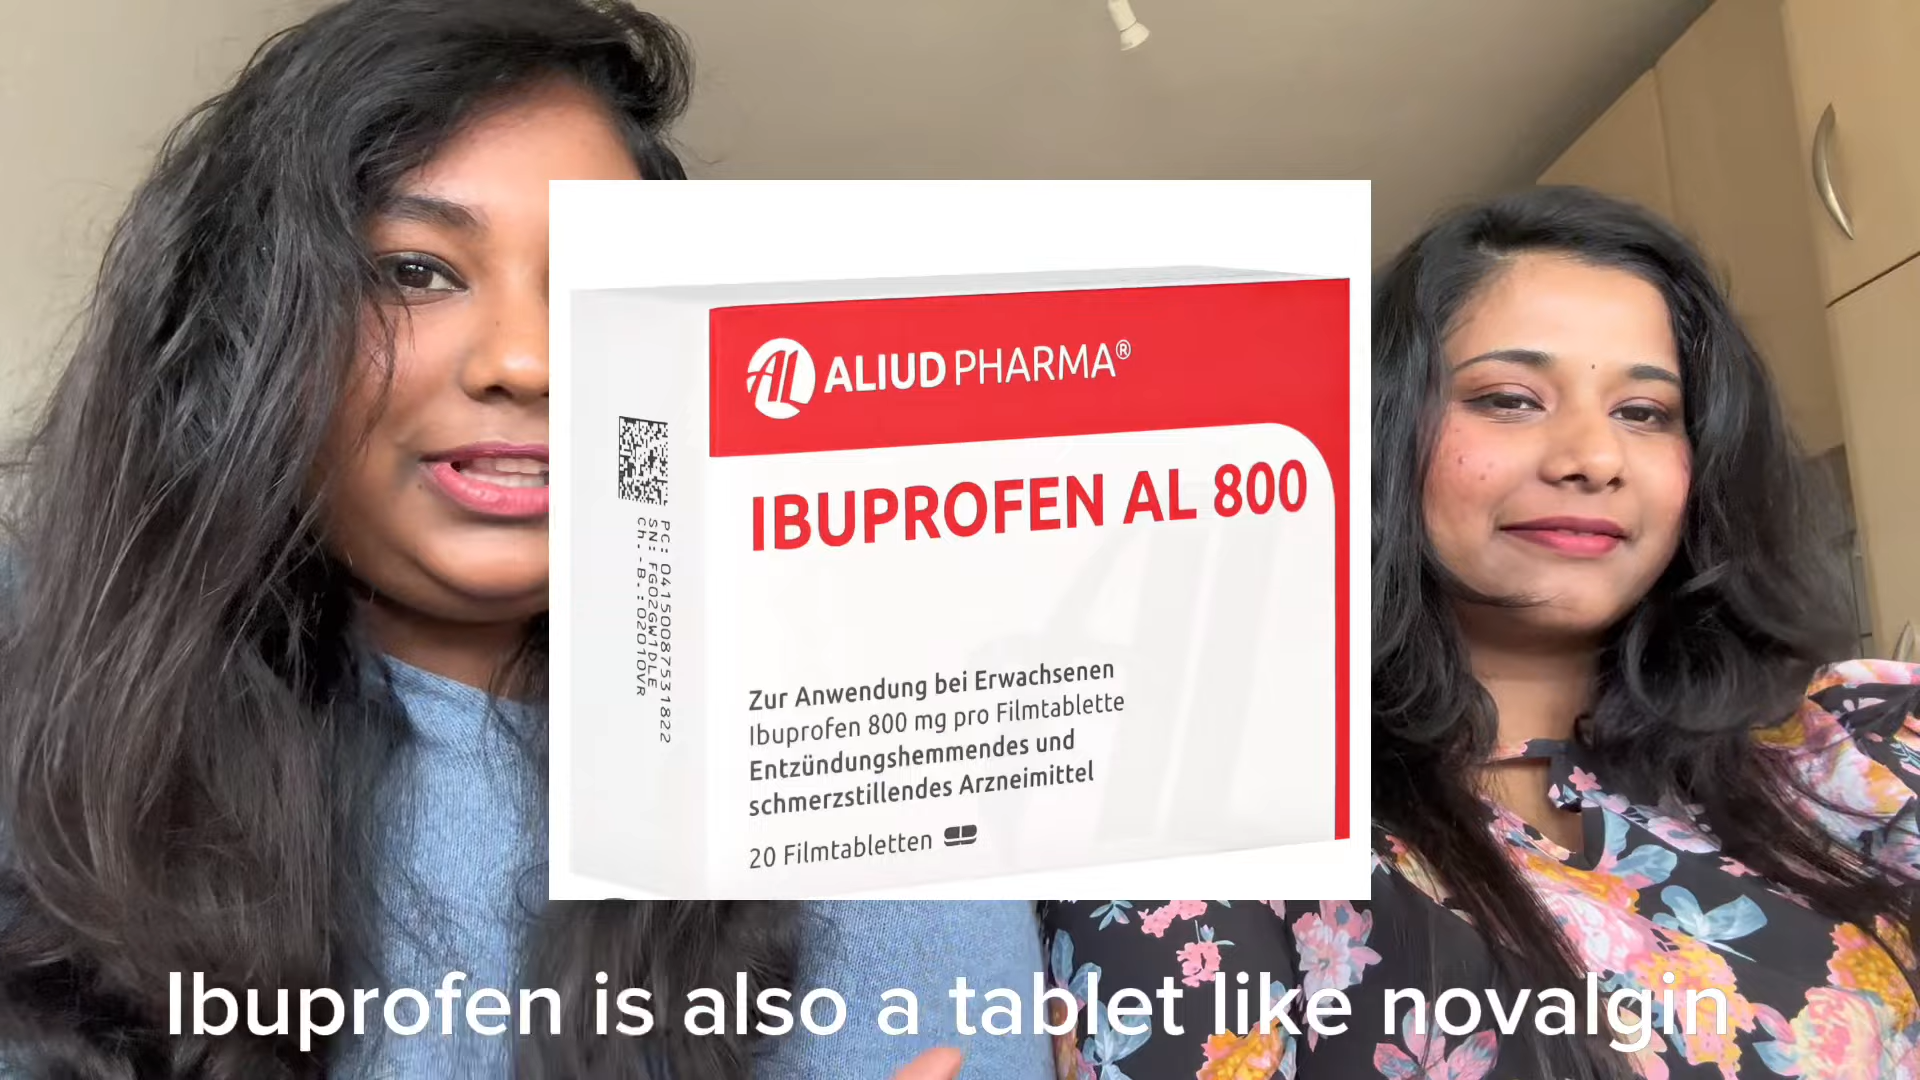 ALIUD PHARMA®
IBUPROFEN AL 800
Zur Anwendung bei Erwachsenen
Ibuprofen 800 mg pro Filmtablette
Entzündungshemmendes und
schmerzstillendes Arzneimittel
20 Filmtabletten
PC: 04150087531822
SN: FG02GW1DLE
Ch.-B.: 02010VR
Ibuprofen is also a tablet like novalgin